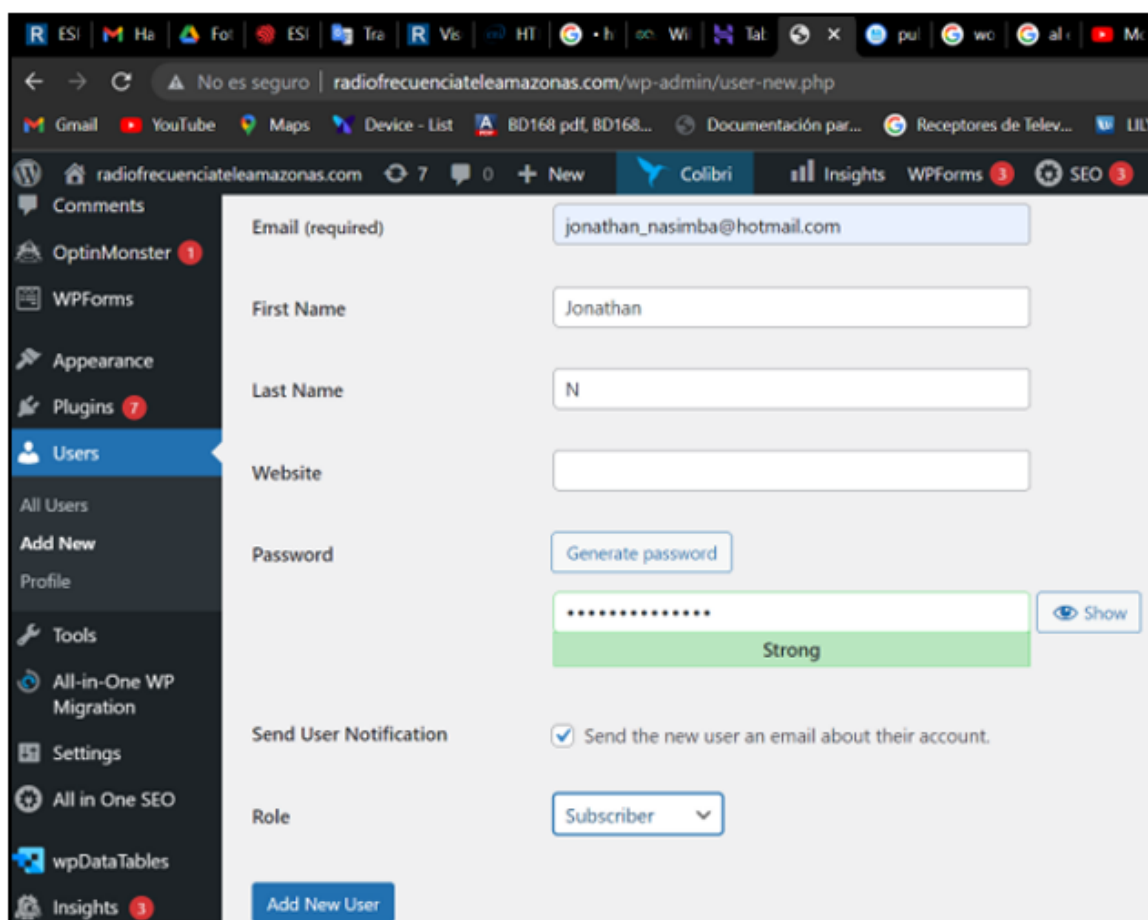 R ESI M Ha Fot ESI Tra R Vis HT G • h Wi Tab × pul G wo G al Mc
No es seguro | radiofrecuenciateleamazonas.com/wp-admin/user-new.php
Gmail YouTube Maps Device - List BD168 pdf, BD168... Documentación par... Receptores de Telev...
radiofrecuenciateleamazonas.com 7 0 + New Colibri Insights WPForms 3 SEO 3
Comments
Email (required) jonathan_nasimba@hotmail.com
OptinMonster 1
WPForms
First Name Jonathan
Appearance
Last Name N
Plugins 7
Users
Website
All Users
Add New
Password Generate password
Profile
•••••••••••••• Show
Tools
Strong
All-in-One WP
Migration
Send User Notification Send the new user an email about their account.
Settings
All in One SEO
Role Subscriber
wpDataTables
Insights 3
Add New User